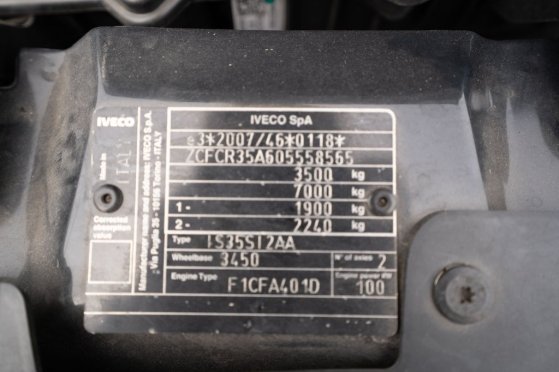 IVECO
IVECO SpA
e3*2007/46*0118*
ZCFCR35A605558565
3500 kg
7000 kg
1- 1900 kg
2- 2240 kg
Type IS35SI2AA
Wheelbase 3450 N° of axles 2
Engine Type F1CFA401D Engine power KW 100
Made in ITALY
Corrected
absorption
value
Manufacturer name and address: IVECO S.p.A.
Via Puglia 35 - 10156 Torino - ITALY